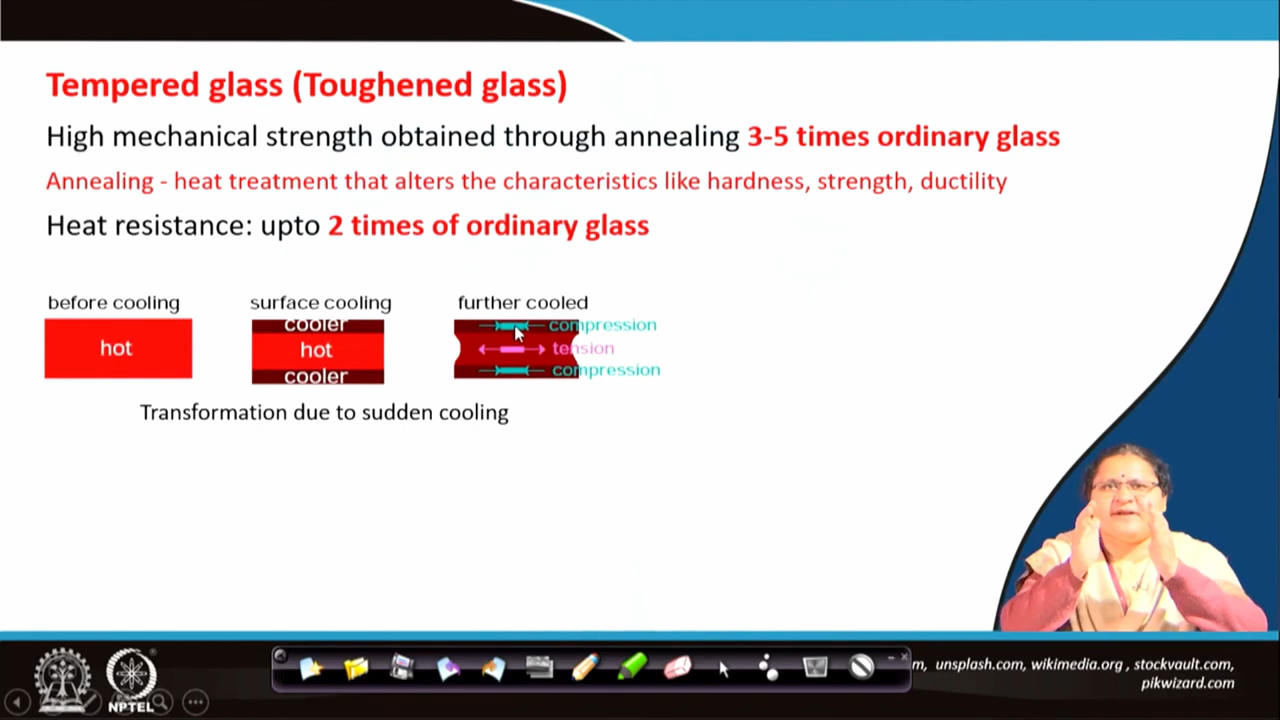 Tempered glass (Toughened glass)
High mechanical strength obtained through annealing 3-5 times ordinary glass
Annealing - heat treatment that alters the characteristics like hardness, strength, ductility
Heat resistance: upto 2 times of ordinary glass
before cooling surface cooling further cooled
hot
cooler
hot
cooler
compression
tension
compression
Transformation due to sudden cooling
m, unsplash.com, wikimedia.org , stockvault.com,
pikwizard.com
NPTEL